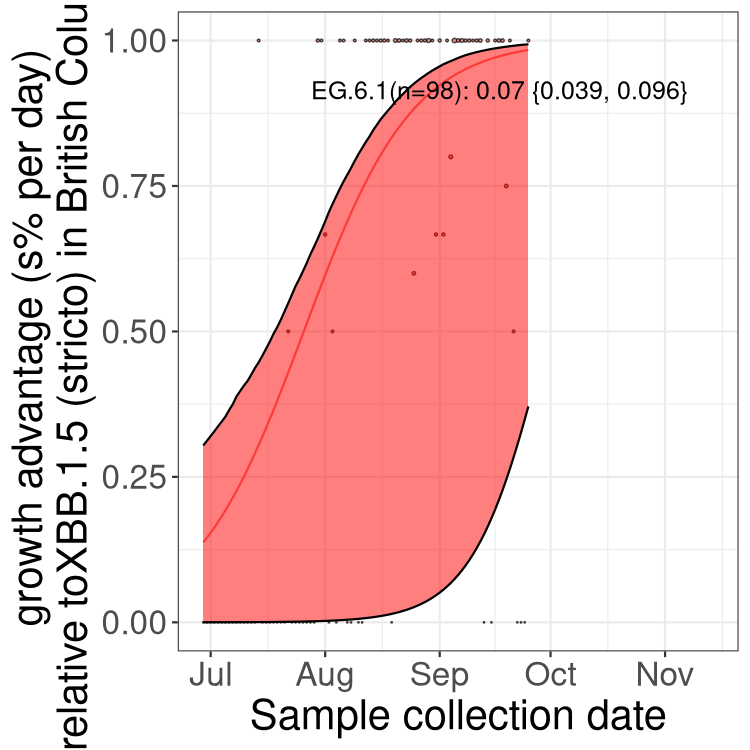 growth advantage (s% per day)
relative toXBB.1.5 (stricto) in British Colu
1.00
0.75
0.50
0.25
0.00
EG.6.1(n=98): 0.07 {0.039, 0.096}
Jul Aug Sep Oct Nov
Sample collection date